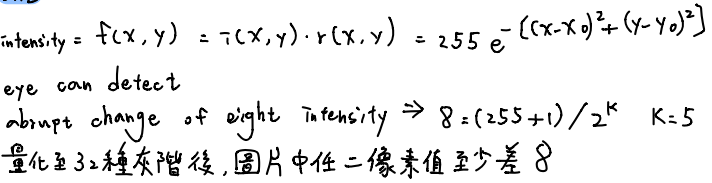 intensity = f(x, y) = i(x, y) · r(x, y) = 255 e^-[(x-x₀)²+(y-y₀)²]
eye can detect
abrupt change of eight intensity ⇒ 8=(255+1)/2^K K=5
量化至32種灰階後,圖片中任二像素值至少差8